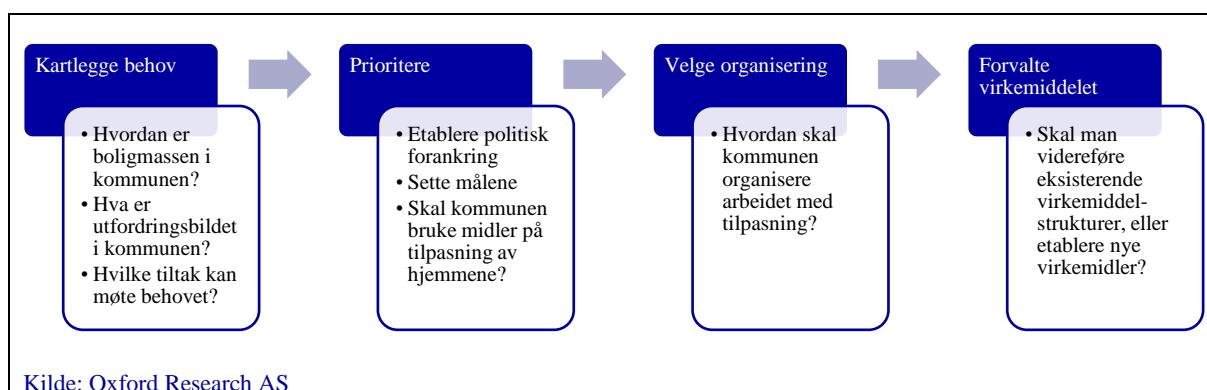 Kartlegge behov
• Hvordan er
boligmassen i
kommunen?
• Hva er
utfordringsbildet
i kommunen?
• Hvilke tiltak kan
møte behovet?
Prioritere
• Etablere politisk
forankring
• Sette målene
• Skal kommunen
bruke midler på
tilpasning av
hjemmene?
Velge organisering
• Hvordan skal
kommunen
organisere
arbeidet med
tilpasning?
Forvalte
virkemiddelet
• Skal man
videreføre
eksisterende
virkemiddel-
strukturer, eller
etablere nye
virkemidler?
Kilde: Oxford Research AS